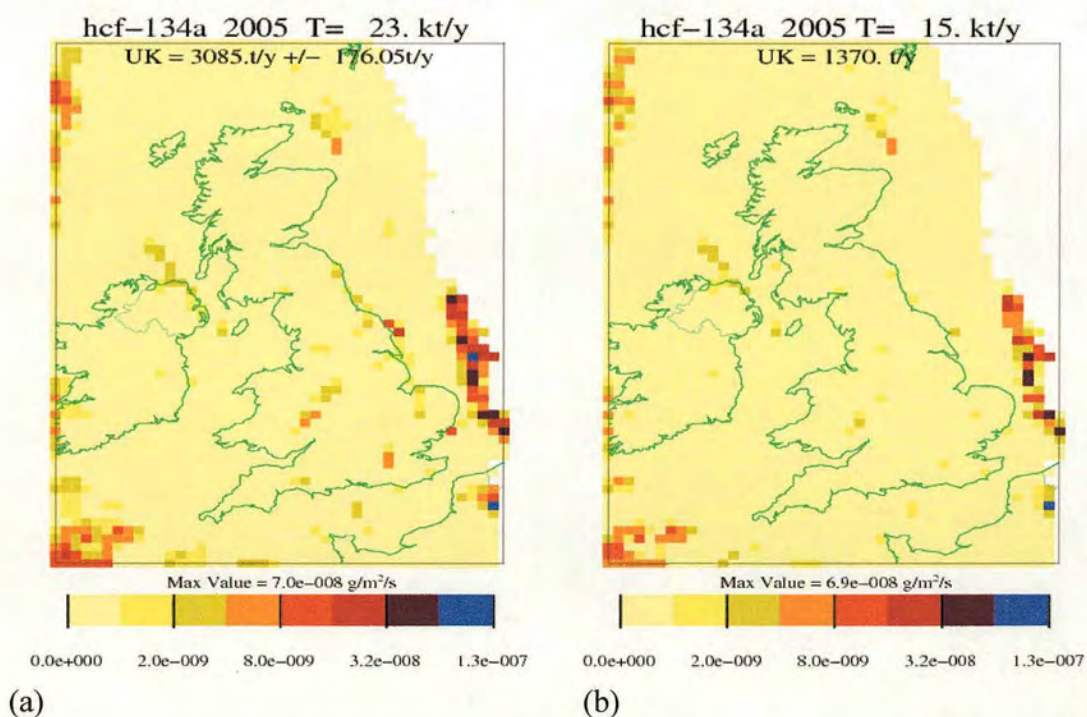 hcf-134a 2005 T= 23. kt/y
UK = 3085.t/y +/- 176.05t/y
Max Value = 7.0e-008 g/m²/s
0.0e+000 2.0e-009 8.0e-009 3.2e-008 1.3e-007
(a)
hcf-134a 2005 T= 15. kt/y
UK = 1370. t/y
Max Value = 6.9e-008 g/m²/s
0.0e+000 2.0e-009 8.0e-009 3.2e-008 1.3e-007
(b)